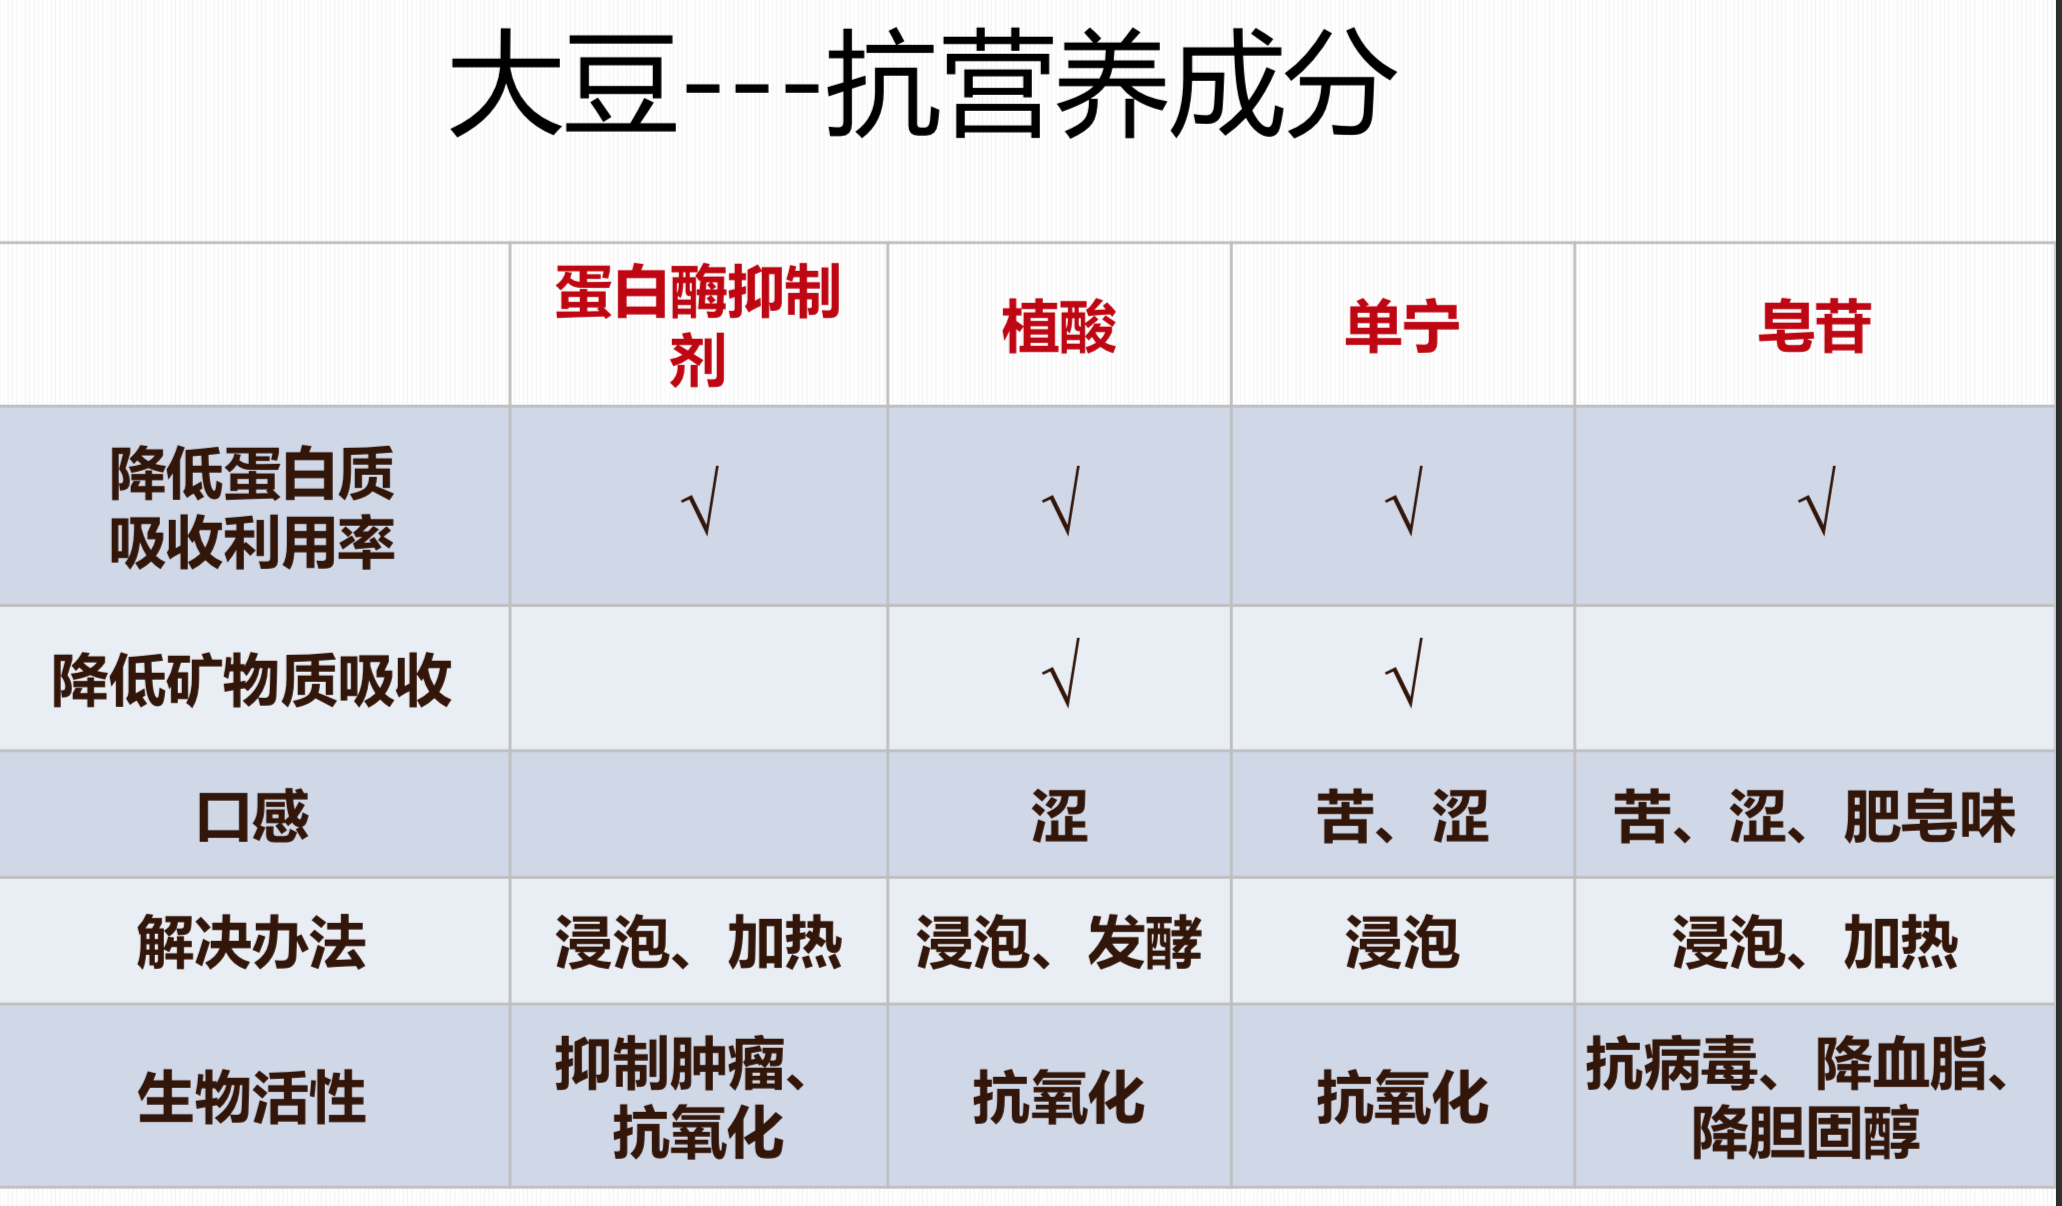 大豆---抗营养成分
蛋白酶抑制
剂
植酸
单宁
皂苷
降低蛋白质
吸收利用率
√
√
√
√
降低矿物质吸收
√
√
口感
涩
苦、涩
苦、涩、肥皂味
解决办法
浸泡、加热
浸泡、发酵
浸泡
浸泡、加热
生物活性
抑制肿瘤、
抗氧化
抗氧化
抗氧化
抗病毒、降血脂、
降胆固醇